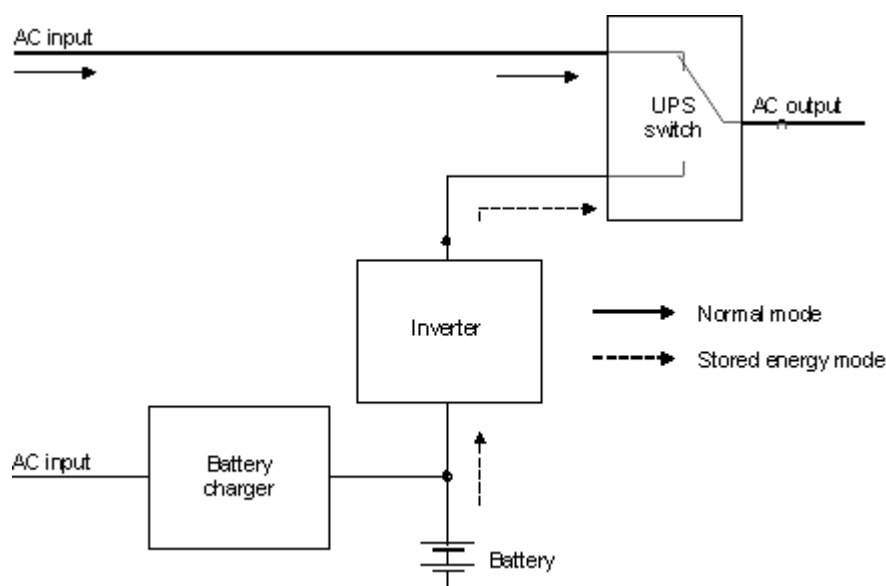 AC input
UPS
switch
AC output
Inverter
Normal mode
Stored energy mode
AC input
Battery
charger
Battery